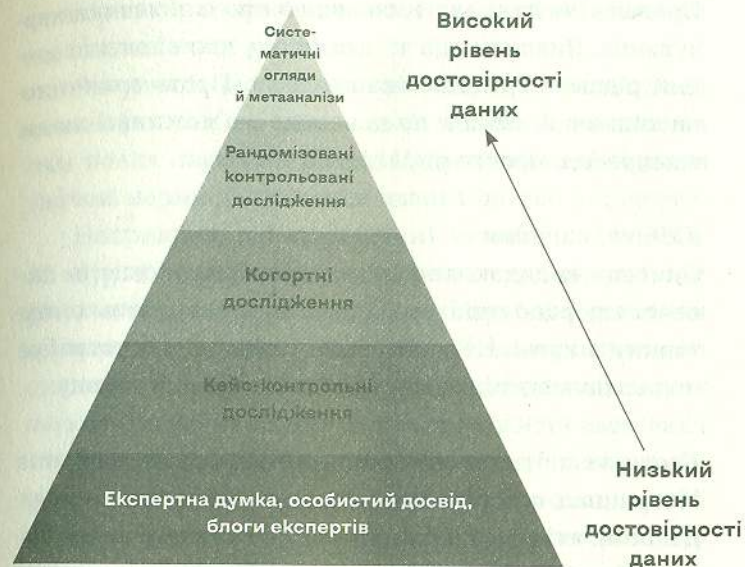 Систе-
матичні
огляди
й метааналізи
Рандомізовані
контрольовані
дослідження
Когортні
дослідження
Кейс-контрольні
дослідження
Експертна думка, особистий досвід,
блоги експертів
Високий
рівень
достовірності
даних
Низький
рівень
достовірності
даних